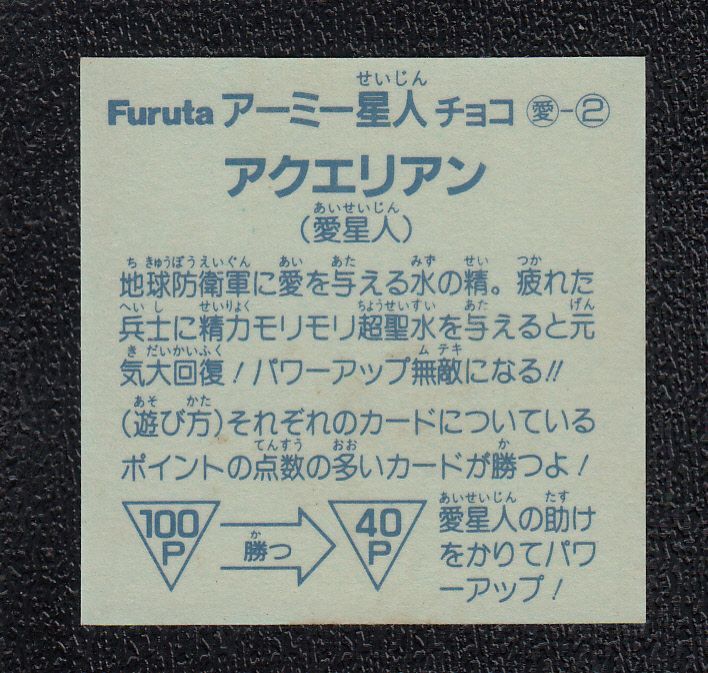 せいじん
Furuta アーミー星人 チョコ 愛-2
アクエリアン
あいせいじん
(愛星人)
ちきゅうぼうえいぐん あい あた みず せい つか
地球防衛軍に愛を与える水の精。疲れた
へいし せいりょく ちょうせいすい あた げん
兵士に精力モリモリ超聖水を与えると元
きだいかいふく ムテキ
気大回復!パワーアップ無敵になる!!
あそ かた
(遊び方)それぞれのカードについている
てんすう おお か
ポイントの点数の多いカードが勝つよ!
100P
か
勝つ
40P
あいせいじん たす
愛星人の助け
をかりてパワ
ーアップ!